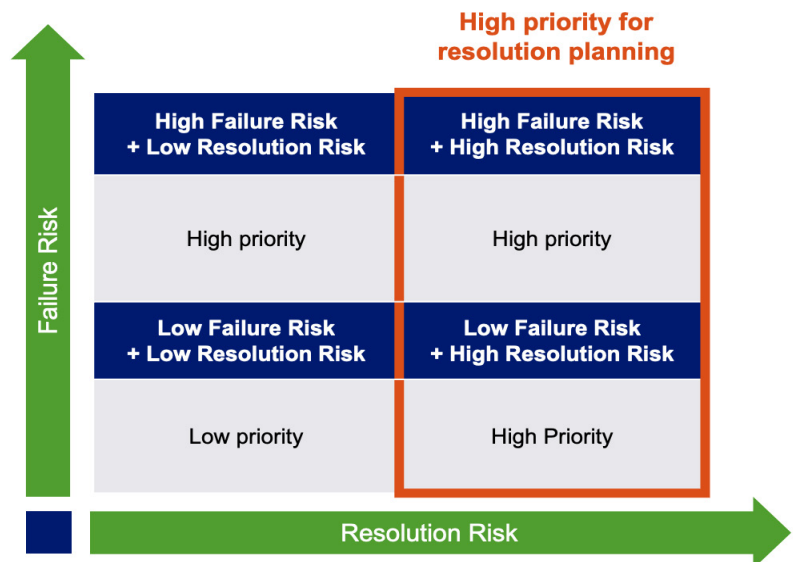 High priority for
resolution planning
High Failure Risk
+ Low Resolution Risk
High Failure Risk
+ High Resolution Risk
High priority
High priority
Low Failure Risk
+ Low Resolution Risk
Low Failure Risk
+ High Resolution Risk
Low priority
High Priority
Failure Risk
Resolution Risk